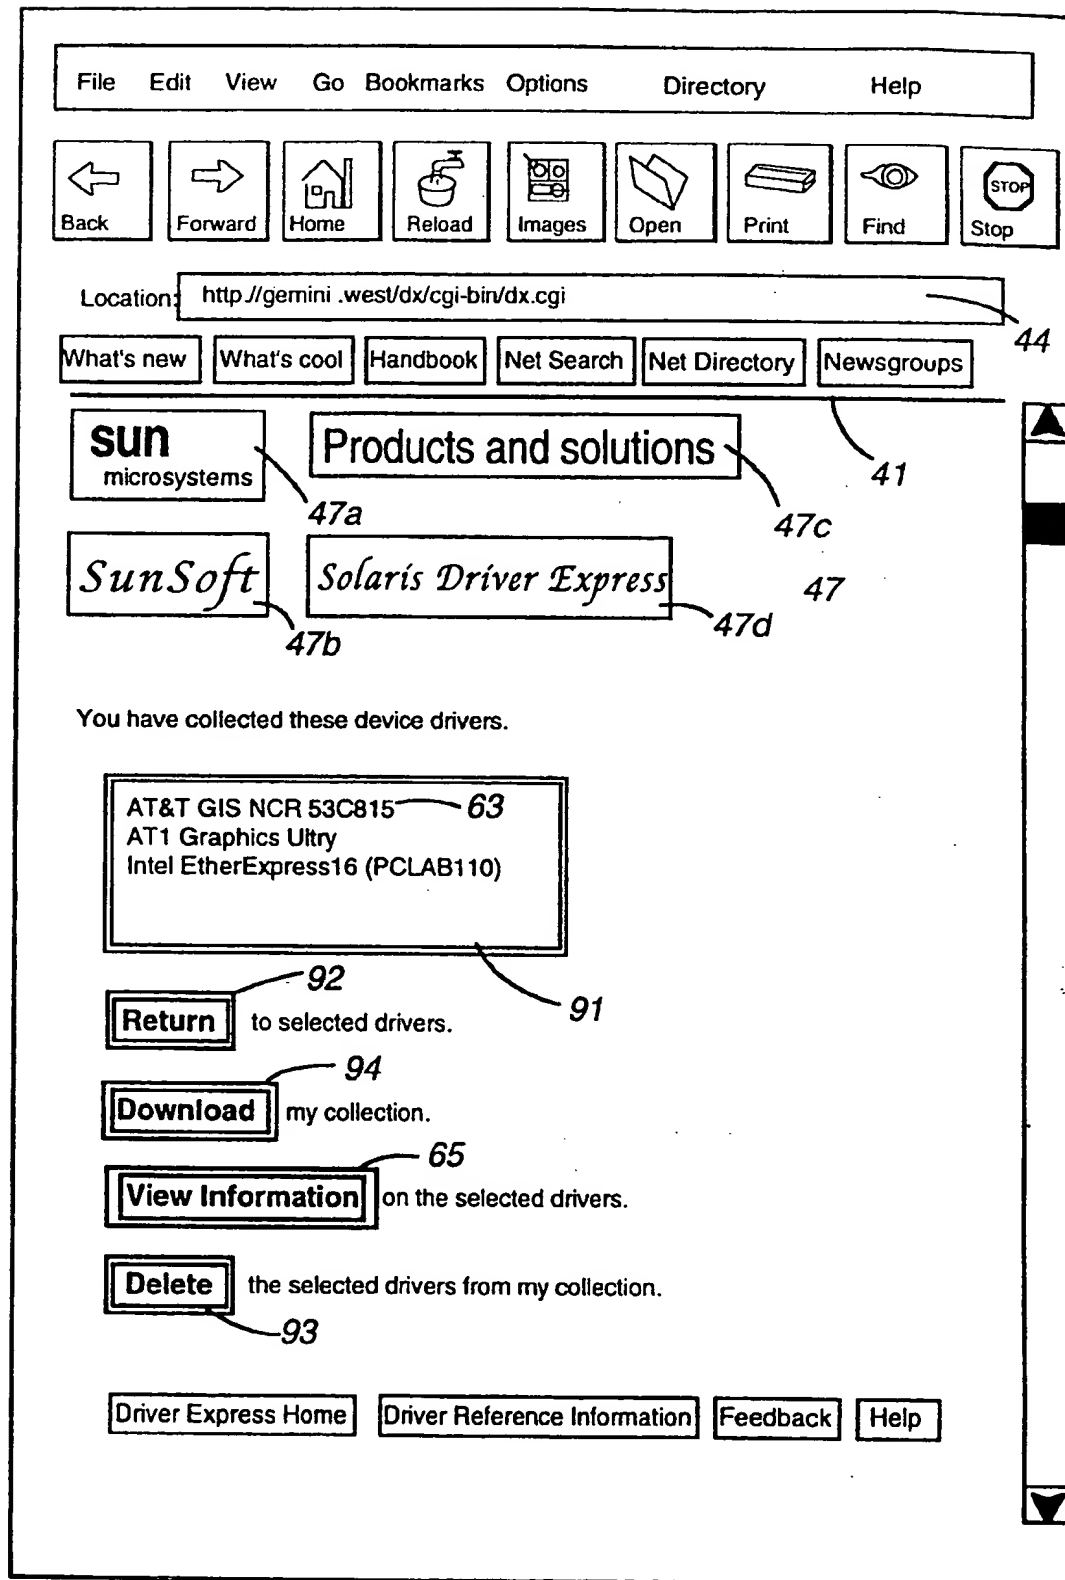 File Edit View Go Bookmarks Options Directory Help
Back Forward Home Reload Images Open Print Find STOP Stop
Location: http://gemini .west/dx/cgi-bin/dx.cgi
44
What's new What's cool Handbook Net Search Net Directory Newsgroups
41
sun microsystems
47a
Products and solutions
47c
SunSoft
47b
Solaris Driver Express
47d
47
You have collected these device drivers.
AT&T GIS NCR 53C815 63
AT1 Graphics Ultry
Intel EtherExpress16 (PCLAB110)
91
92
Return to selected drivers.
94
Download my collection.
65
View Information on the selected drivers.
Delete the selected drivers from my collection.
93
Driver Express Home Driver Reference Information Feedback Help